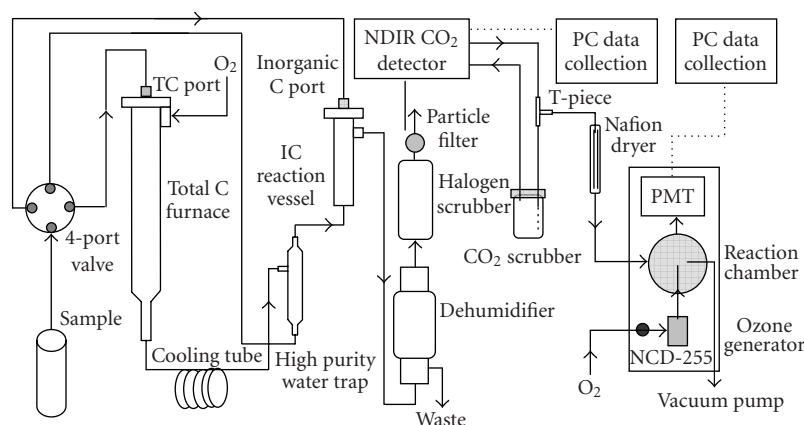 NDIR CO2
detector
PC data
collection
PC data
collection
O2
TC port
Inorganic
C port
T-piece
Particle
filter
Nafion
dryer
IC
reaction
vessel
Total C
furnace
Halogen
scrubber
PMT
4-port
valve
CO2 scrubber
Reaction
chamber
Sample
Dehumidifier
Cooling tube
High purity
water trap
Ozone
generator
NCD-255
O2
Waste
Vacuum pump